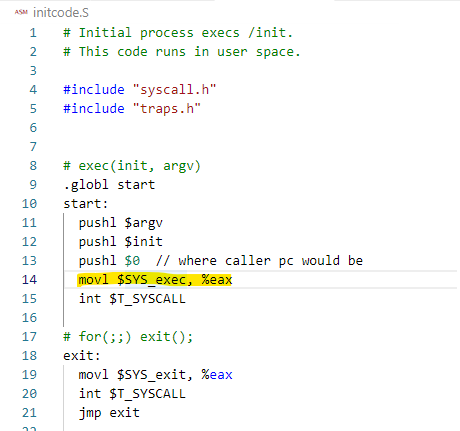 ASM initcode.S
1 # Initial process execs /init.
2 # This code runs in user space.
3
4 #include "syscall.h"
5 #include "traps.h"
6
7
8 # exec(init, argv)
9 .globl start
10 start:
11 pushl $argv
12 pushl $init
13 pushl $0 // where caller pc would be
14 movl $SYS_exec, %eax
15 int $T_SYSCALL
16
17 # for(;;) exit();
18 exit:
19 movl $SYS_exit, %eax
20 int $T_SYSCALL
21 jmp exit